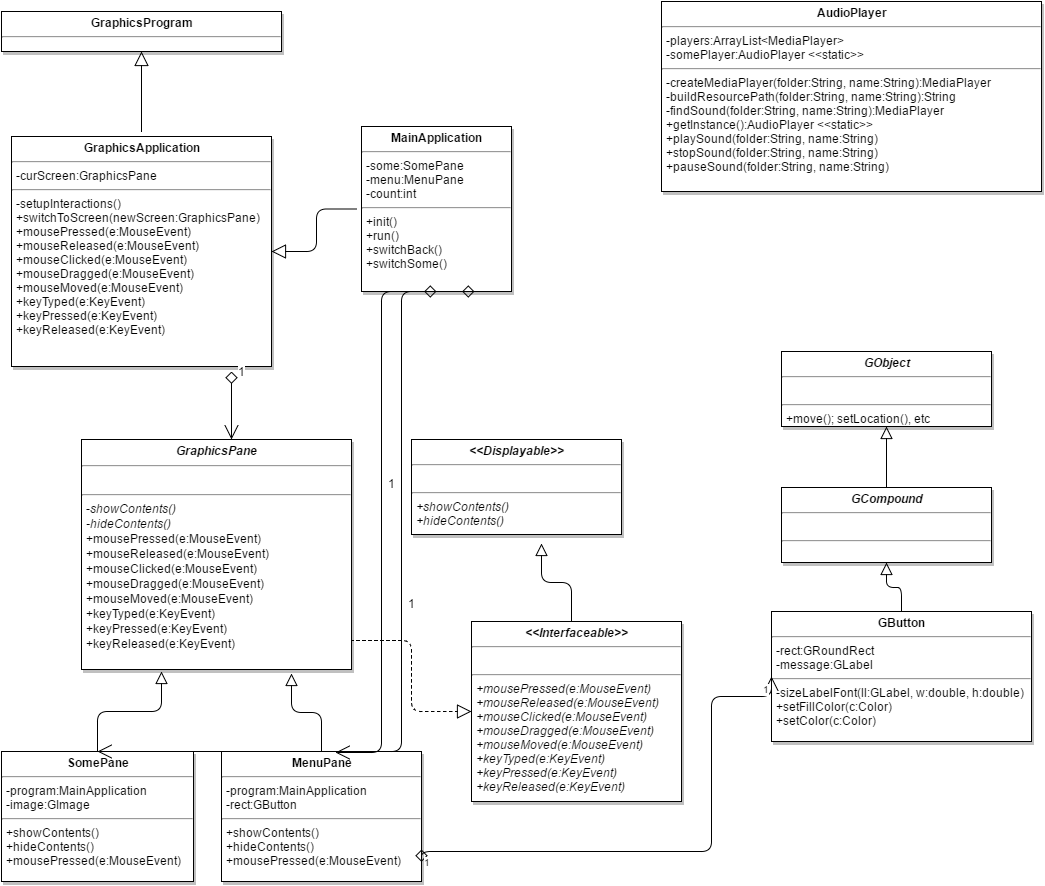 GraphicsProgram
AudioPlayer
-players:ArrayList<MediaPlayer>
-somePlayer:AudioPlayer <<static>>
-createMediaPlayer(folder:String, name:String):MediaPlayer
-buildResourcePath(folder:String, name:String):String
-findSound(folder:String, name:String):MediaPlayer
+getInstance():AudioPlayer <<static>>
+playSound(folder:String, name:String)
+stopSound(folder:String, name:String)
+pauseSound(folder:String, name:String)
GraphicsApplication
-curScreen:GraphicsPane
-setupInteractions()
+switchToScreen(newScreen:GraphicsPane)
+mousePressed(e:MouseEvent)
+mouseReleased(e:MouseEvent)
+mouseClicked(e:MouseEvent)
+mouseDragged(e:MouseEvent)
+mouseMoved(e:MouseEvent)
+keyTyped(e:KeyEvent)
+keyPressed(e:KeyEvent)
+keyReleased(e:KeyEvent)
1
MainApplication
-some:SomePane
-menu:MenuPane
-count:int
+init()
+run()
+switchBack()
+switchSome()
1
1
GObject
+move(); setLocation(), etc
GraphicsPane
-showContents()
-hideContents()
+mousePressed(e:MouseEvent)
+mouseReleased(e:MouseEvent)
+mouseClicked(e:MouseEvent)
+mouseDragged(e:MouseEvent)
+mouseMoved(e:MouseEvent)
+keyTyped(e:KeyEvent)
+keyPressed(e:KeyEvent)
+keyReleased(e:KeyEvent)
<<Displayable>>
+showContents()
+hideContents()
GCompound
<<Interfaceable>>
+mousePressed(e:MouseEvent)
+mouseReleased(e:MouseEvent)
+mouseClicked(e:MouseEvent)
+mouseDragged(e:MouseEvent)
+mouseMoved(e:MouseEvent)
+keyTyped(e:KeyEvent)
+keyPressed(e:KeyEvent)
+keyReleased(e:KeyEvent)
GButton
-rect:GRoundRect
-message:GLabel
1
-sizeLabelFont(ll:GLabel, w:double, h:double)
+setFillColor(c:Color)
+setColor(c:Color)
SomePane
-program:MainApplication
-image:GImage
+showContents()
+hideContents()
+mousePressed(e:MouseEvent)
MenuPane
-program:MainApplication
-rect:GButton
+showContents()
+hideContents()
+mousePressed(e:MouseEvent)
1